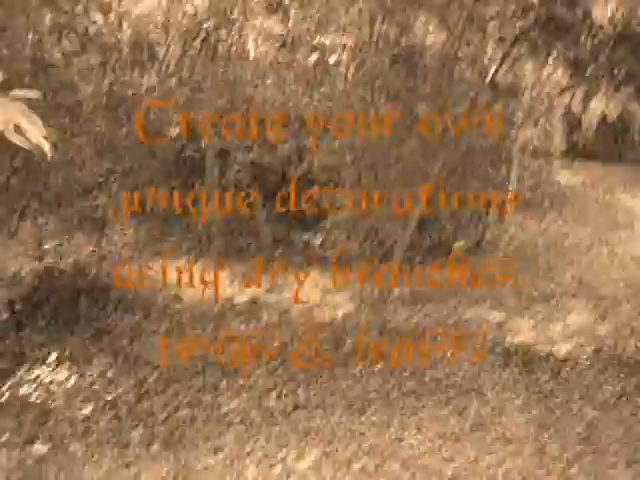 Create your own
unique decorations
using dry branches,
twigs & leaves